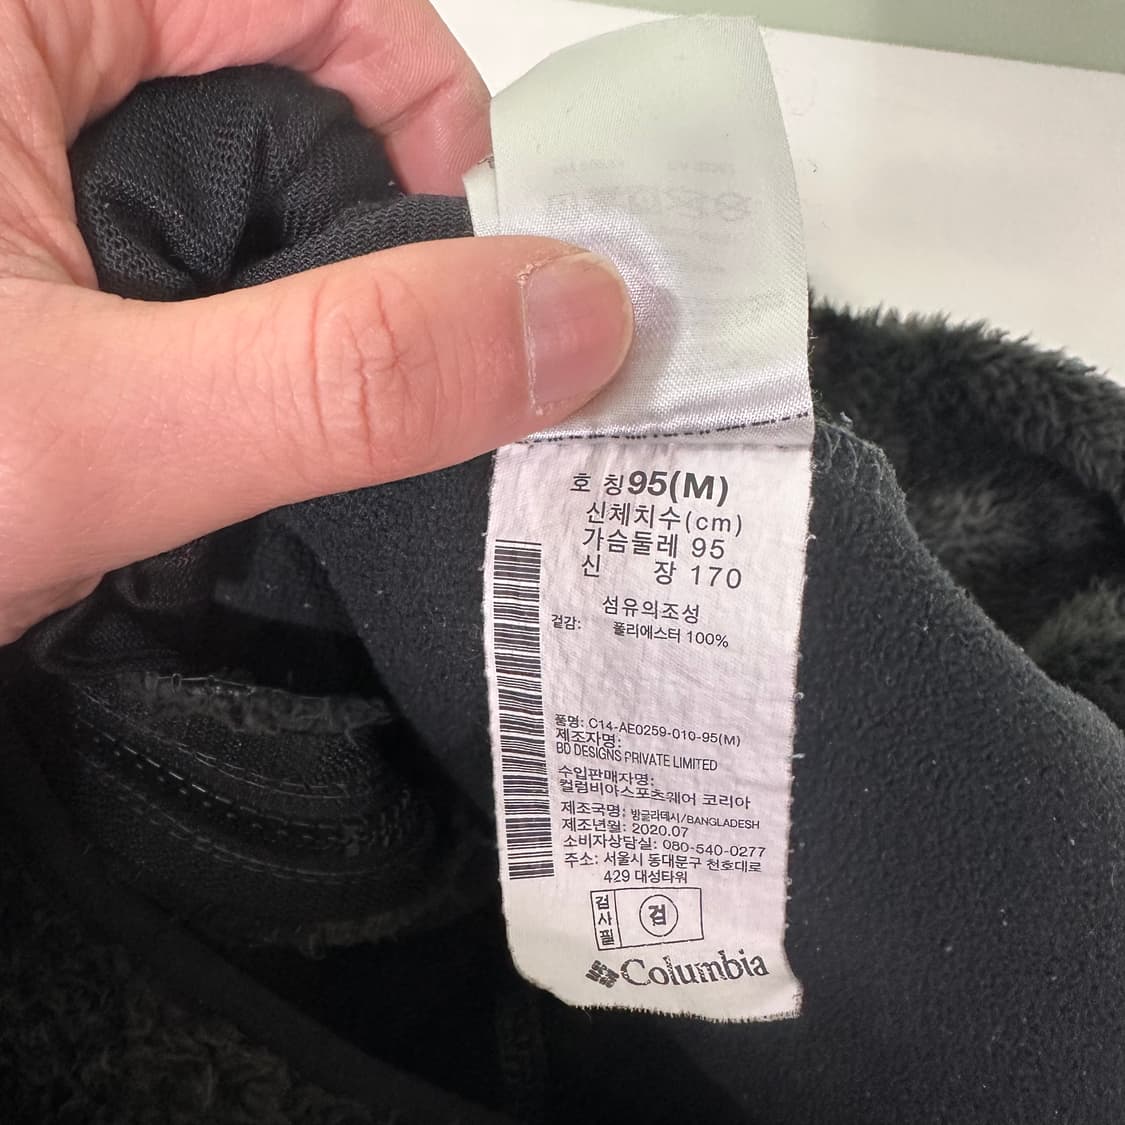 호 칭95(M)
신체치수(cm)
가슴둘레 95
신 장 170
섬유의조성
겉감: 폴리에스터 100%
품명: C14-AE0259-010-95(M)
제조자명:
BD DESIGNS PRIVATE LIMITED
수입판매자명:
컬럼비아스포츠웨어 코리아
제조국명: 방글라데시/BANGLADESH
제조년월: 2020.07
소비자상담실: 080-540-0277
주소: 서울시 동대문구 천호대로
429 대성타워
검사필 검
Columbia